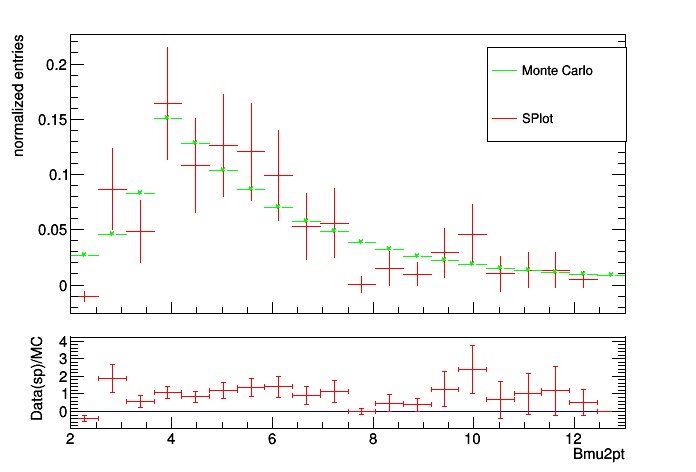 normalized entries
0.2
0.15
0.1
0.05
0
Monte Carlo
SPlot
Data(sp)/MC
4
3
2
1
0
2 4 6 8 10 12
Bmu2pt